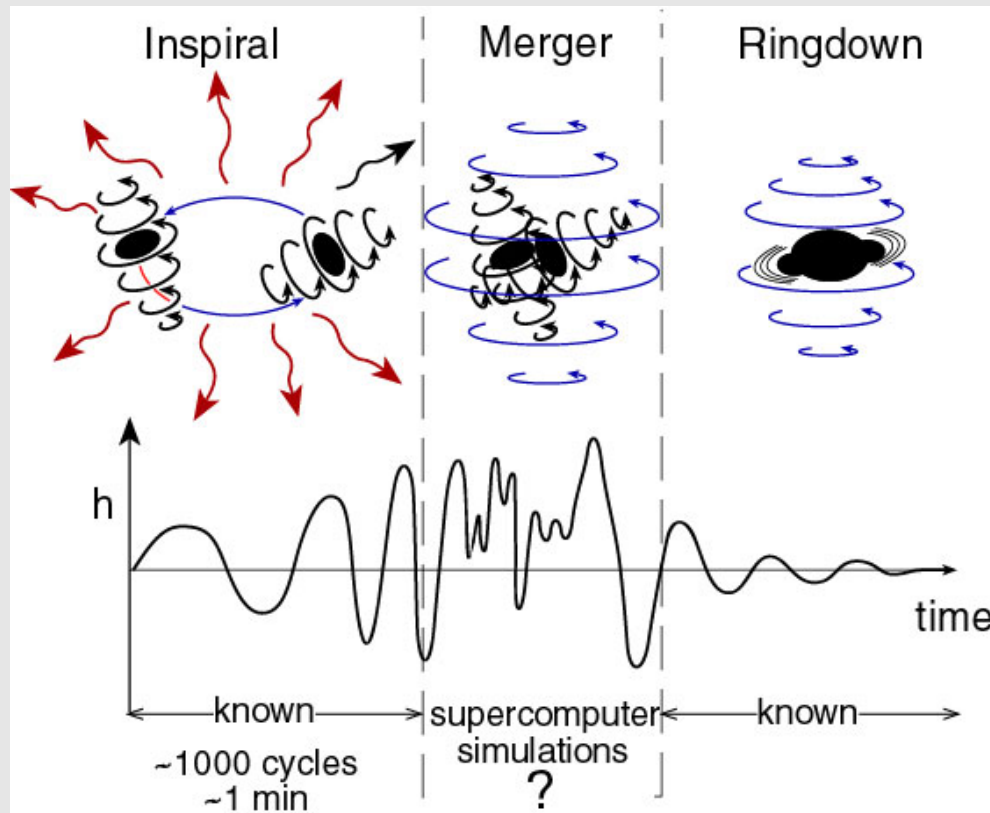 Inspiral
Merger
Ringdown
h
time
known
supercomputer
simulations
?
known
~1000 cycles
~1 min